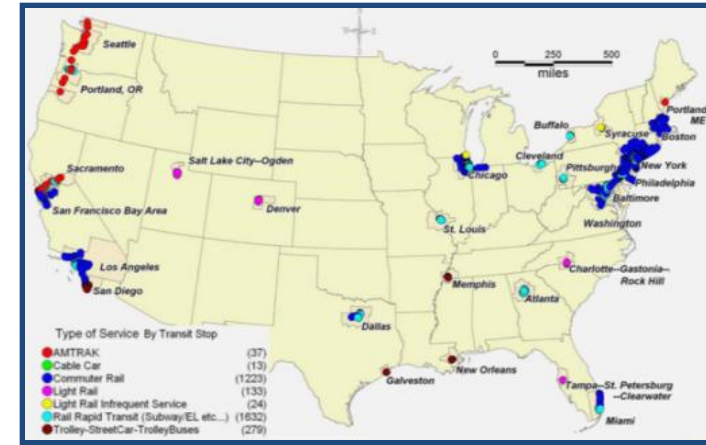 0 250 500
miles
Seattle
Portland, OR
Portland
ME
Buffalo
Syracuse
Boston
Sacramento
Salt Lake City--Ogden
Cleveland
Pittsburgh
New York
Chicago
Philadelphia
San Francisco Bay Area
Denver
Baltimore
St. Louis
Washington
Los Angeles
Charlotte--Gastonia--
Rock Hill
San Diego
Memphis
Atlanta
Dallas
New Orleans
Galveston
Tampa--St. Petersburg
--Clearwater
Miami
Type of Service By Transit Stop
AMTRAK (37)
Cable Car (13)
Commuter Rail (1223)
Light Rail (133)
Light Rail Infrequent Service (24)
Rail Rapid Transit (Subway/EL etc...) (1632)
Trolley-StreetCar-TrolleyBuses (279)